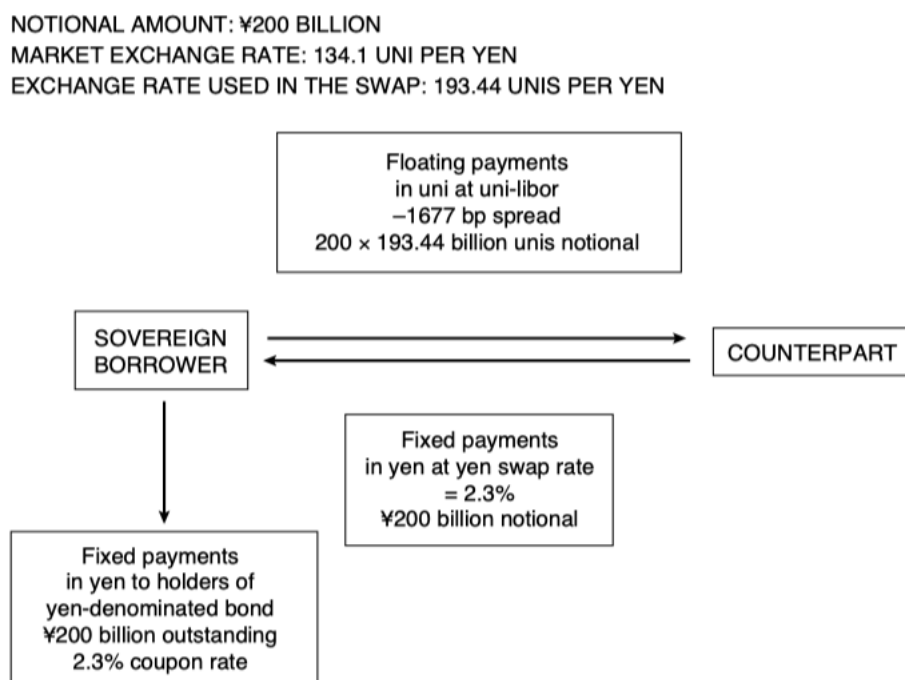 NOTIONAL AMOUNT: ¥200 BILLION
MARKET EXCHANGE RATE: 134.1 UNI PER YEN
EXCHANGE RATE USED IN THE SWAP: 193.44 UNIS PER YEN
Floating payments
in uni at uni-libor
–1677 bp spread
200 × 193.44 billion unis notional
SOVEREIGN
BORROWER
COUNTERPART
Fixed payments
in yen at yen swap rate
= 2.3%
¥200 billion notional
Fixed payments
in yen to holders of
yen-denominated bond
¥200 billion outstanding
2.3% coupon rate